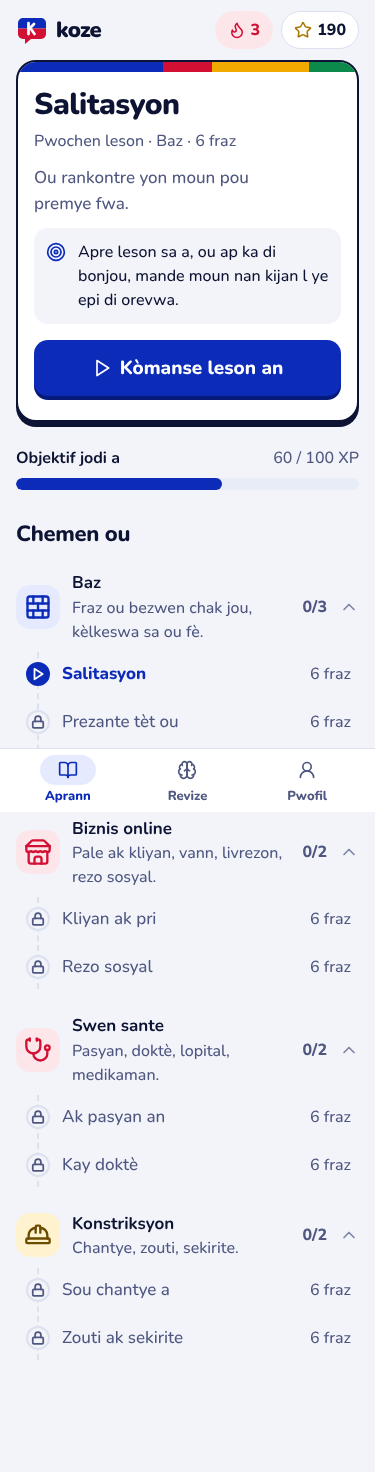 koze
3
190
Salitasyon
Pwochen leson · Baz · 6 fraz
Ou rankontre yon moun pou
premye fwa.
Apre leson sa a, ou ap ka di
bonjou, mande moun nan kijan l ye
epi di orevwa.
Kòmanse leson an
Objektif jodi a
60 / 100 XP
Chemen ou
Baz
Fraz ou bezwen chak jou,
kèlkeswa sa ou fè.
0/3
Salitasyon
6 fraz
Prezante tèt ou
6 fraz
Aprann
Revize
Pwofil
Biznis online
Pale ak kliyan, vann, livrezon,
rezo sosyal.
0/2
Kliyan ak pri
6 fraz
Rezo sosyal
6 fraz
Swen sante
Pasyan, doktè, lopital,
medikaman.
0/2
Ak pasyan an
6 fraz
Kay doktè
6 fraz
Konstriksyon
Chantye, zouti, sekirite.
0/2
Sou chantye a
6 fraz
Zouti ak sekirite
6 fraz